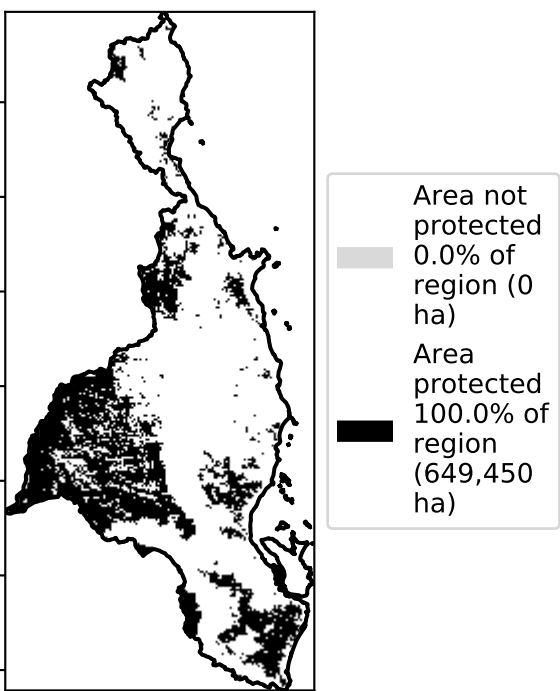 Area not
protected
0.0% of
region (0
ha)
Area
protected
100.0% of
region
(649,450
ha)